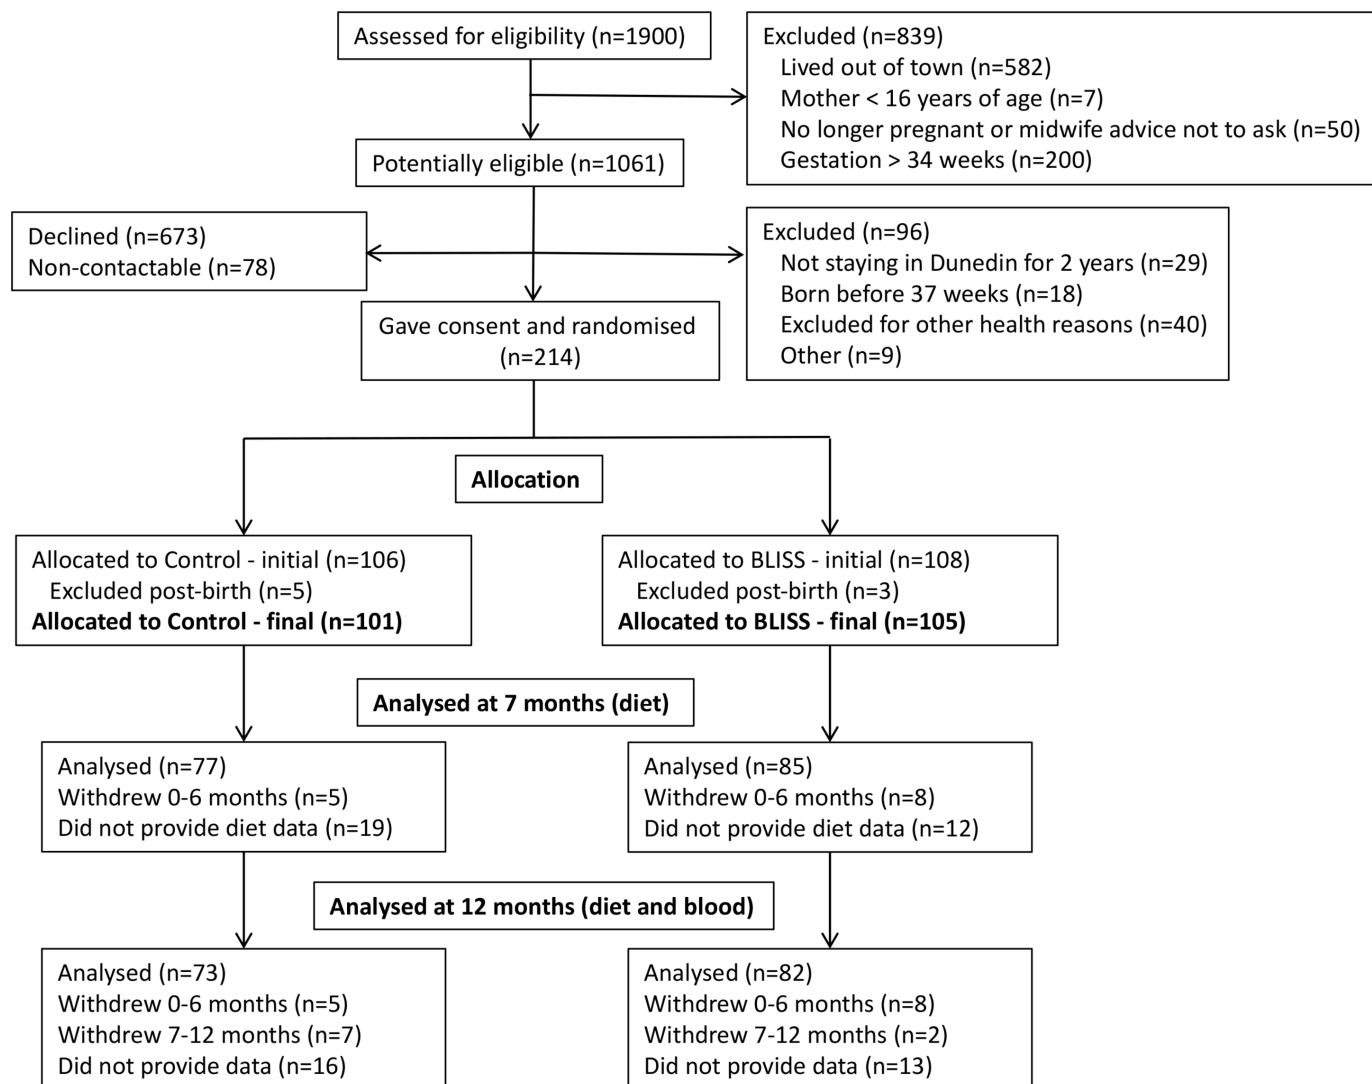 Assessed for eligibility (n=1900)
Excluded (n=839)
Lived out of town (n=582)
Mother < 16 years of age (n=7)
No longer pregnant or midwife advice not to ask (n=50)
Gestation > 34 weeks (n=200)
Potentially eligible (n=1061)
Declined (n=673)
Non-contactable (n=78)
Excluded (n=96)
Not staying in Dunedin for 2 years (n=29)
Born before 37 weeks (n=18)
Excluded for other health reasons (n=40)
Other (n=9)
Gave consent and randomised
(n=214)
Allocation
Allocated to Control - initial (n=106)
Excluded post-birth (n=5)
Allocated to Control - final (n=101)
Allocated to BLISS - initial (n=108)
Excluded post-birth (n=3)
Allocated to BLISS - final (n=105)
Analysed at 7 months (diet)
Analysed (n=77)
Withdrew 0-6 months (n=5)
Did not provide diet data (n=19)
Analysed (n=85)
Withdrew 0-6 months (n=8)
Did not provide diet data (n=12)
Analysed at 12 months (diet and blood)
Analysed (n=73)
Withdrew 0-6 months (n=5)
Withdrew 7-12 months (n=7)
Did not provide data (n=16)
Analysed (n=82)
Withdrew 0-6 months (n=8)
Withdrew 7-12 months (n=2)
Did not provide data (n=13)